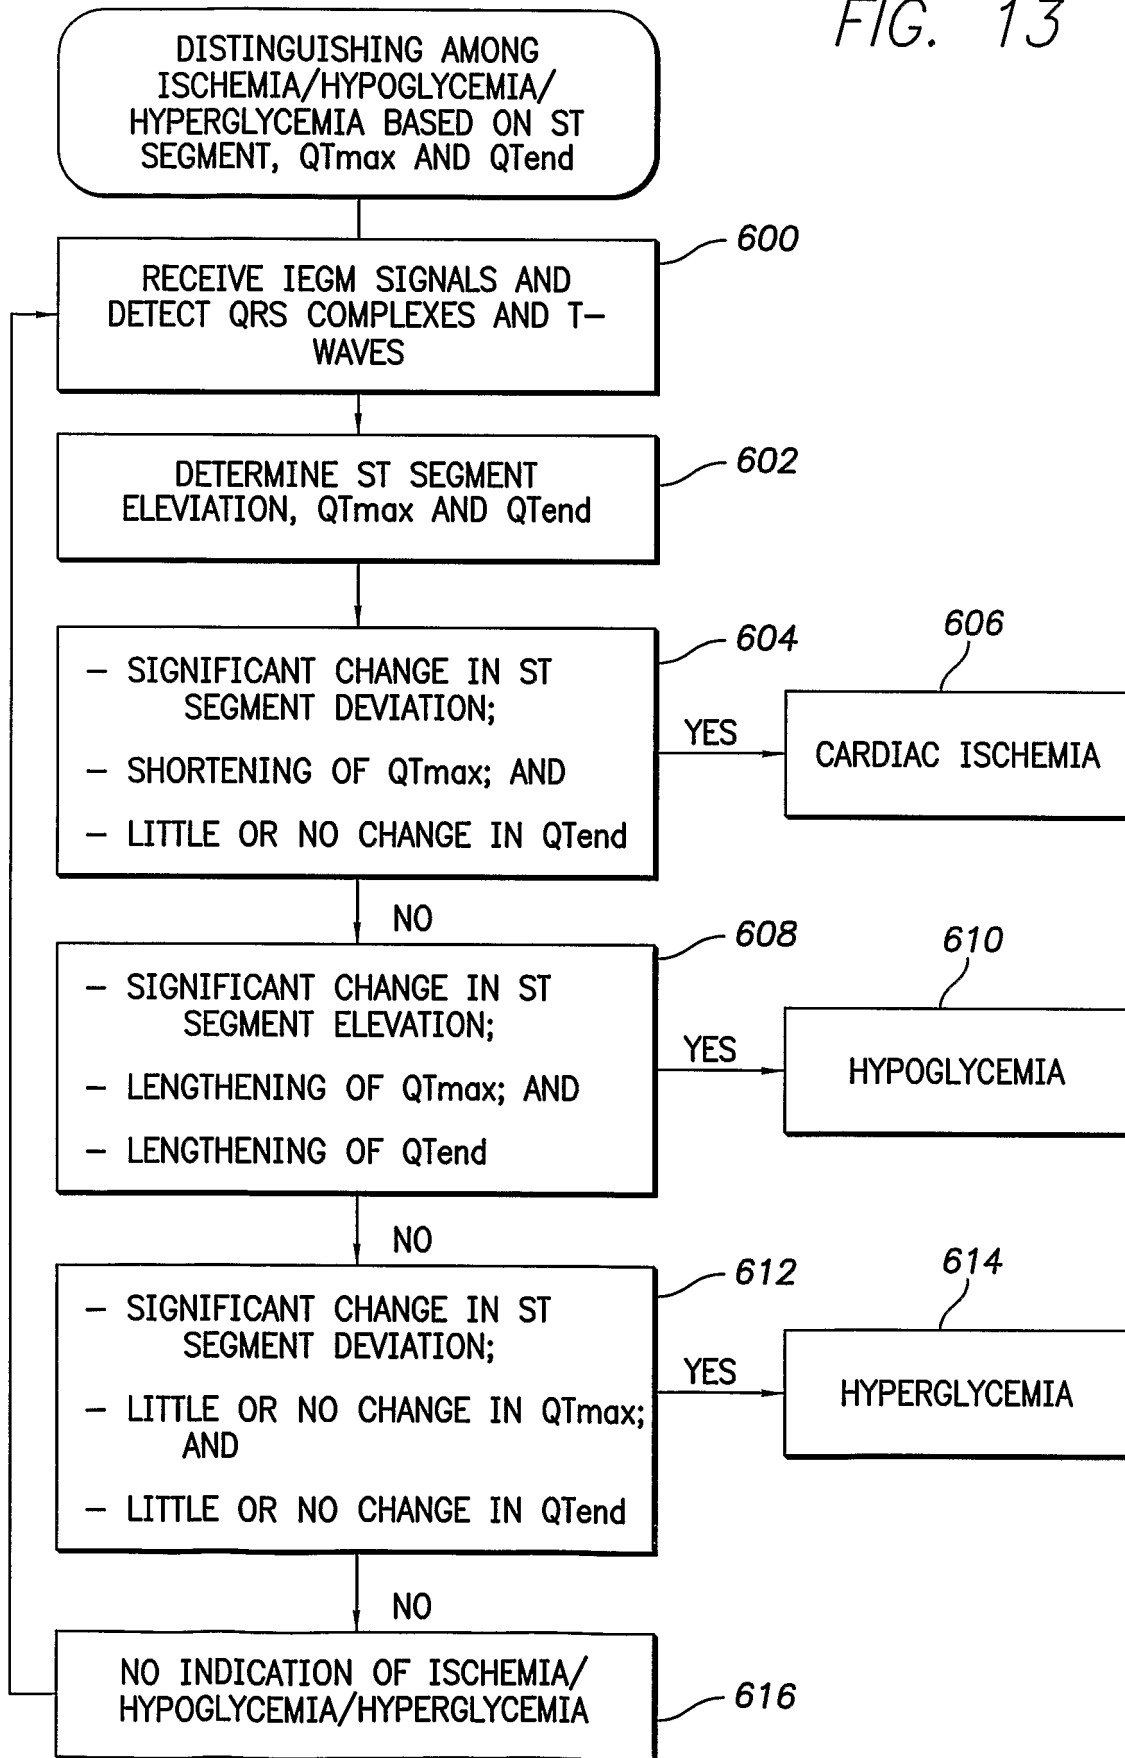 FIG. 13
DISTINGUISHING AMONG
ISCHEMIA/HYPOGLYCEMIA/
HYPERGLYCEMIA BASED ON ST
SEGMENT, QTmax AND QTend
600
RECEIVE IEGM SIGNALS AND
DETECT QRS COMPLEXES AND T–
WAVES
602
DETERMINE ST SEGMENT
ELEVIATION, QTmax AND QTend
604
– SIGNIFICANT CHANGE IN ST
SEGMENT DEVIATION;
– SHORTENING OF QTmax; AND
– LITTLE OR NO CHANGE IN QTend
YES
606
CARDIAC ISCHEMIA
NO
608
– SIGNIFICANT CHANGE IN ST
SEGMENT ELEVATION;
– LENGTHENING OF QTmax; AND
– LENGTHENING OF QTend
YES
610
HYPOGLYCEMIA
NO
612
– SIGNIFICANT CHANGE IN ST
SEGMENT DEVIATION;
– LITTLE OR NO CHANGE IN QTmax;
AND
– LITTLE OR NO CHANGE IN QTend
YES
614
HYPERGLYCEMIA
NO
616
NO INDICATION OF ISCHEMIA/
HYPOGLYCEMIA/HYPERGLYCEMIA